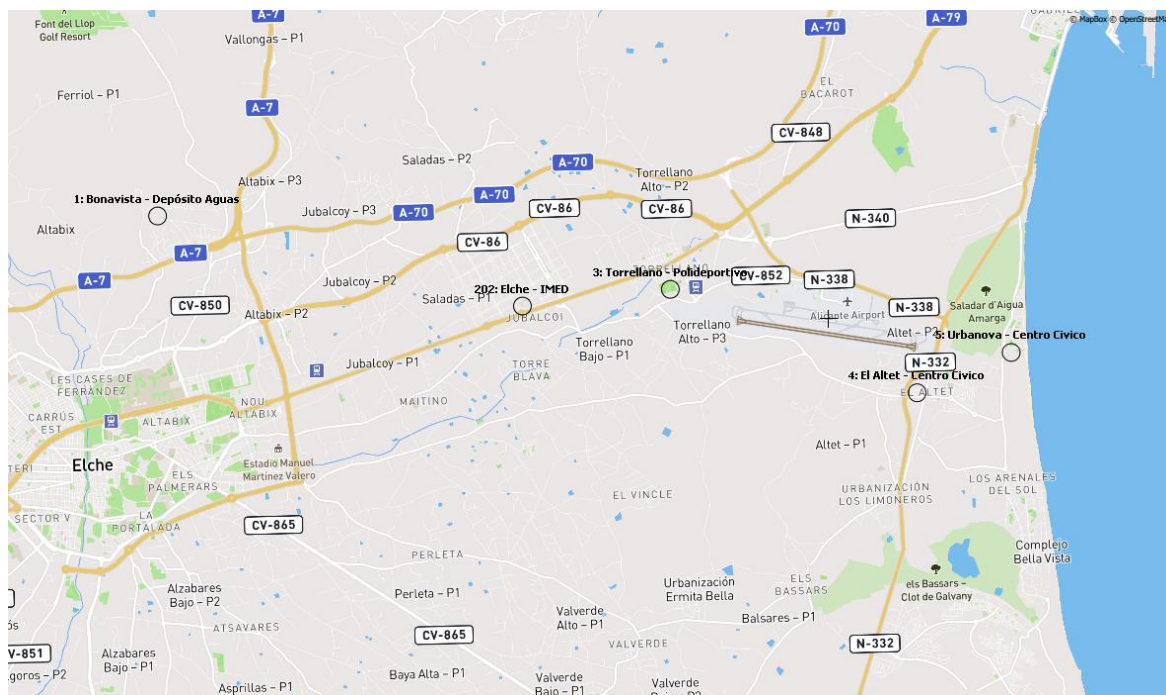 Font del Llop
Golf Resort
Vallongas – P1
A-7
A-70
A-79
© MapBox © OpenStreetMa
Ferriol – P1
A-7
EL
BACAROT
CV-848
Saladas – P2
A-70
Torrellano
Alto – P2
Altabix – P3
1: Bonavista - Depósito Aguas
A-70
Jubalcoy – P3
A-70
CV-86
CV-86
N-340
Altabix
A-7
CV-86
A-7
Jubalcoy – P2
3: Torrellano - Polideportivo
CV-852
N-338
202: Elche - IMED
Saladas – P1
CV-850
Altabix – P2
JUBALCOI
Alicante Airport
N-338
Saladar d'Aigua
Amarga
Torrellano
Alto – P3
Altet – P3
5: Urbanova - Centro Civico
Torrellano
Bajo – P1
Jubalcoy – P1
TORRE
BLAVA
N-332
4: El Altet - Centro Civico
EL ALTET
LES CASES DE
FERRÀNDEZ
NOU
ALTABIX
MAITINO
CARRÚS
EST
ALTABIX
Altet – P1
Elche
Estadio Manuel
Martínez Valero
ELS
PALMERARS
LOS ARENALES
DEL SOL
URBANIZACIÓN
LOS LIMONEROS
EL VINCLE
SECTOR V
LA
PORTALADA
CV-865
Complejo
Bella Vista
PERLETA
Urbanización
Ermita Bella
ELS
BASSARS
els Bassars –
Clot de Galvany
Alzabares
Bajo – P2
Perleta – P1
Valverde
Alto – P1
Balsares – P1
ATSAVARES
CV-865
VALVERDE
N-332
CV-851
Alzabares
Bajo – P1
Baya Alta – P1
Valverde
Bajo – P1
Valverde
Asprillas – P1